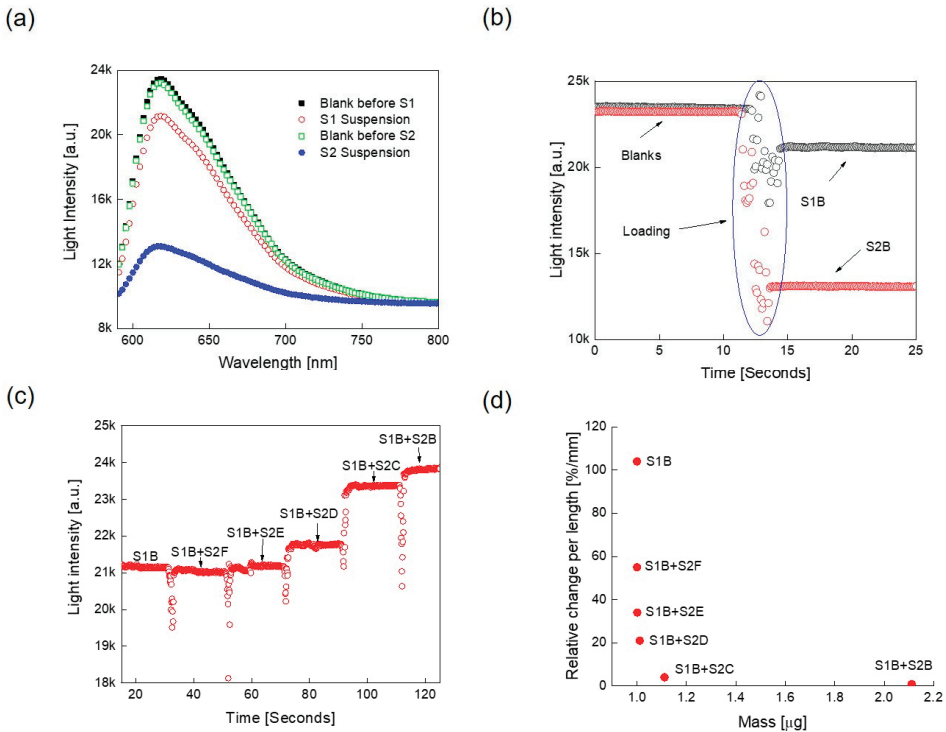 (a)
24k
20k
16k
12k
8k
600
650
700
750
800
Light Intensity [a.u.]
Wavelength [nm]
Blank before S1
S1 Suspension
Blank before S2
S2 Suspension
(b)
25k
20k
15k
10k
0
5
10
15
20
25
Light intensity [a.u.]
Time [Seconds]
Blanks
Loading
S1B
S2B
(c)
25k
24k
23k
22k
21k
20k
19k
18k
20
40
60
80
100
120
Light intensity [a.u.]
Time [Seconds]
S1B
S1B+S2F
S1B+S2E
S1B+S2D
S1B+S2C
S1B+S2B
(d)
120
100
80
60
40
20
0
1.0
1.2
1.4
1.6
1.8
2.0
2.2
Relative change per length [%/mm]
Mass [µg]
S1B
S1B+S2F
S1B+S2E
S1B+S2D
S1B+S2C
S1B+S2B